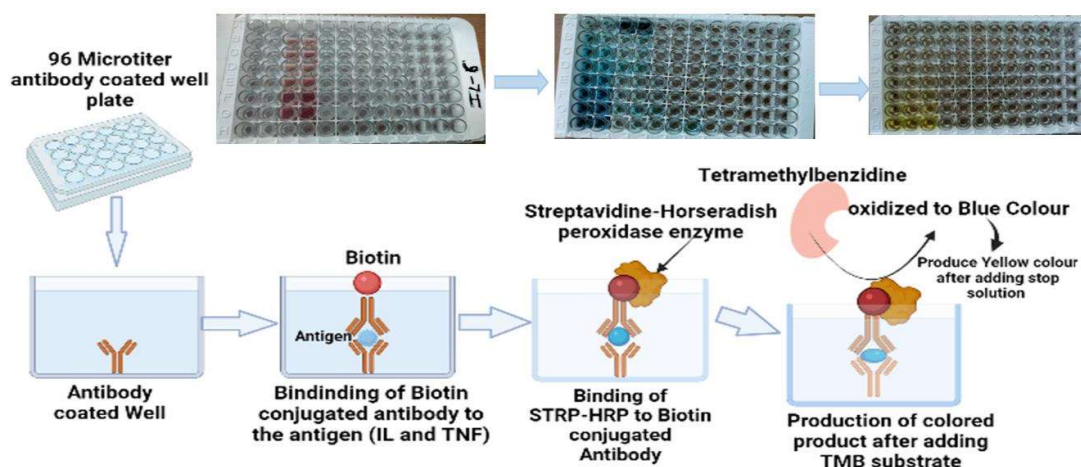 96 Microtiter
antibody coated well
plate
Tetramethylbenzidine
Streptavidine-Horseradish
peroxidase enzyme
oxidized to Blue Colour
Produce Yellow colour
after adding stop
solution
Biotin
Antigen
Antibody
coated Well
Bindinding of Biotin
conjugated antibody to
the antigen (IL and TNF)
Binding of
STRP-HRP to Biotin
conjugated
Antibody
Production of colored
product after adding
TMB substrate